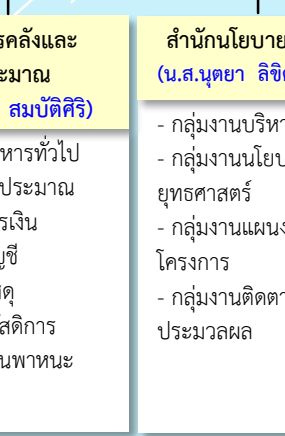 รคลังและ
ะมาณ
สมบัติศิริ)
หารทั่วไป
ประมาณ
รเงิน
ญชี
สดุ
สดิการ
นพาหนะ
สำนักนโยบาย
(น.ส.นุตยา ลิขิต
- กลุ่มงานบริหา
- กลุ่มงานนโยบ
ยุทธศาสตร์
- กลุ่มงานแผนง
โครงการ
- กลุ่มงานติดตา
ประมวลผล